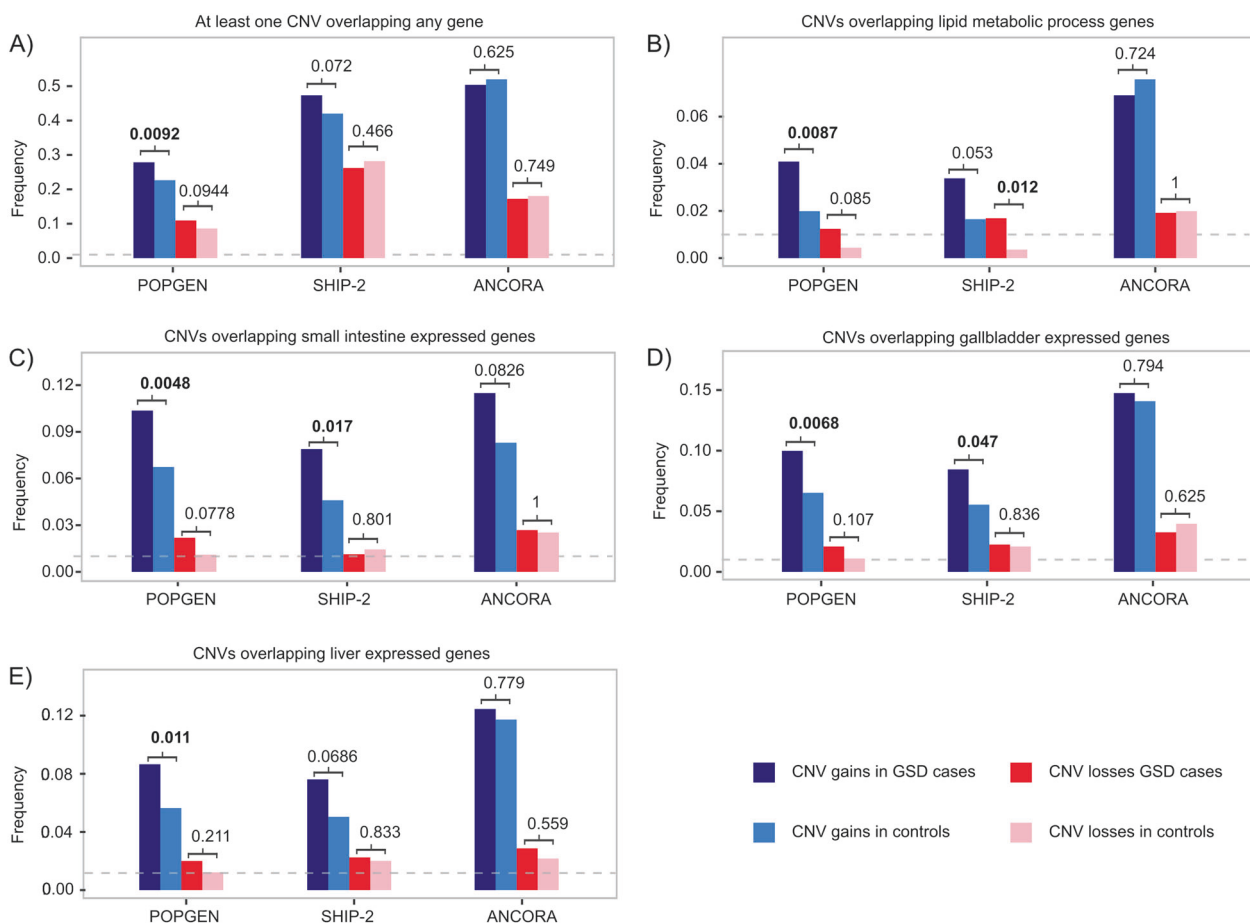 A)
At least one CNV overlapping any gene
Frequency
0.5
0.4
0.3
0.2
0.1
0.0
0.0092
0.0944
0.072
0.466
0.625
0.749
POPGEN SHIP-2 ANCORA
B)
CNVs overlapping lipid metabolic process genes
Frequency
0.06
0.04
0.02
0.00
0.0087
0.085
0.053
0.012
0.724
1
POPGEN SHIP-2 ANCORA
C)
CNVs overlapping small intestine expressed genes
Frequency
0.12
0.09
0.06
0.03
0.00
0.0048
0.0778
0.017
0.801
0.0826
1
POPGEN SHIP-2 ANCORA
D)
CNVs overlapping gallbladder expressed genes
Frequency
0.15
0.10
0.05
0.00
0.0068
0.107
0.047
0.836
0.794
0.625
POPGEN SHIP-2 ANCORA
E)
CNVs overlapping liver expressed genes
Frequency
0.12
0.08
0.04
0.00
0.011
0.211
0.0686
0.833
0.779
0.559
POPGEN SHIP-2 ANCORA
CNV gains in GSD cases
CNV losses GSD cases
CNV gains in controls
CNV losses in controls